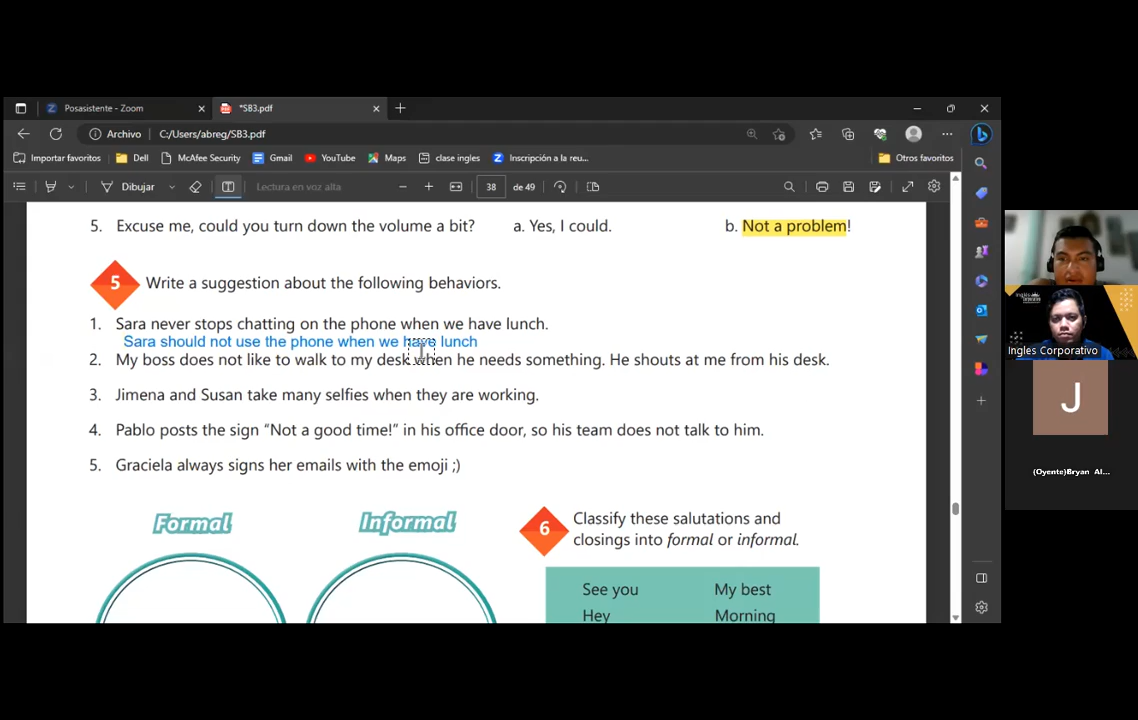 Posasistente - Zoom
*SB3.pdf
Archivo
C:/Users/abreg/SB3.pdf
Importar favoritos
Dell
McAfee Security
Gmail
YouTube
Maps
clase ingles
Inscripción a la reu...
Otros favoritos
Dibujar
Lectura en voz alta
38
de 49
5. Excuse me, could you turn down the volume a bit? a. Yes, I could. b. Not a problem!
5 Write a suggestion about the following behaviors.
1. Sara never stops chatting on the phone when we have lunch.
Sara should not use the phone when we have lunch
2. My boss does not like to walk to my desk when he needs something. He shouts at me from his desk.
3. Jimena and Susan take many selfies when they are working.
4. Pablo posts the sign “Not a good time!” in his office door, so his team does not talk to him.
5. Graciela always signs her emails with the emoji ;)
Formal
Informal
6 Classify these salutations and
closings into formal or informal.
See you My best
Hey Morning
Ingles Corporativo
J
(Oyente)Bryan Al...